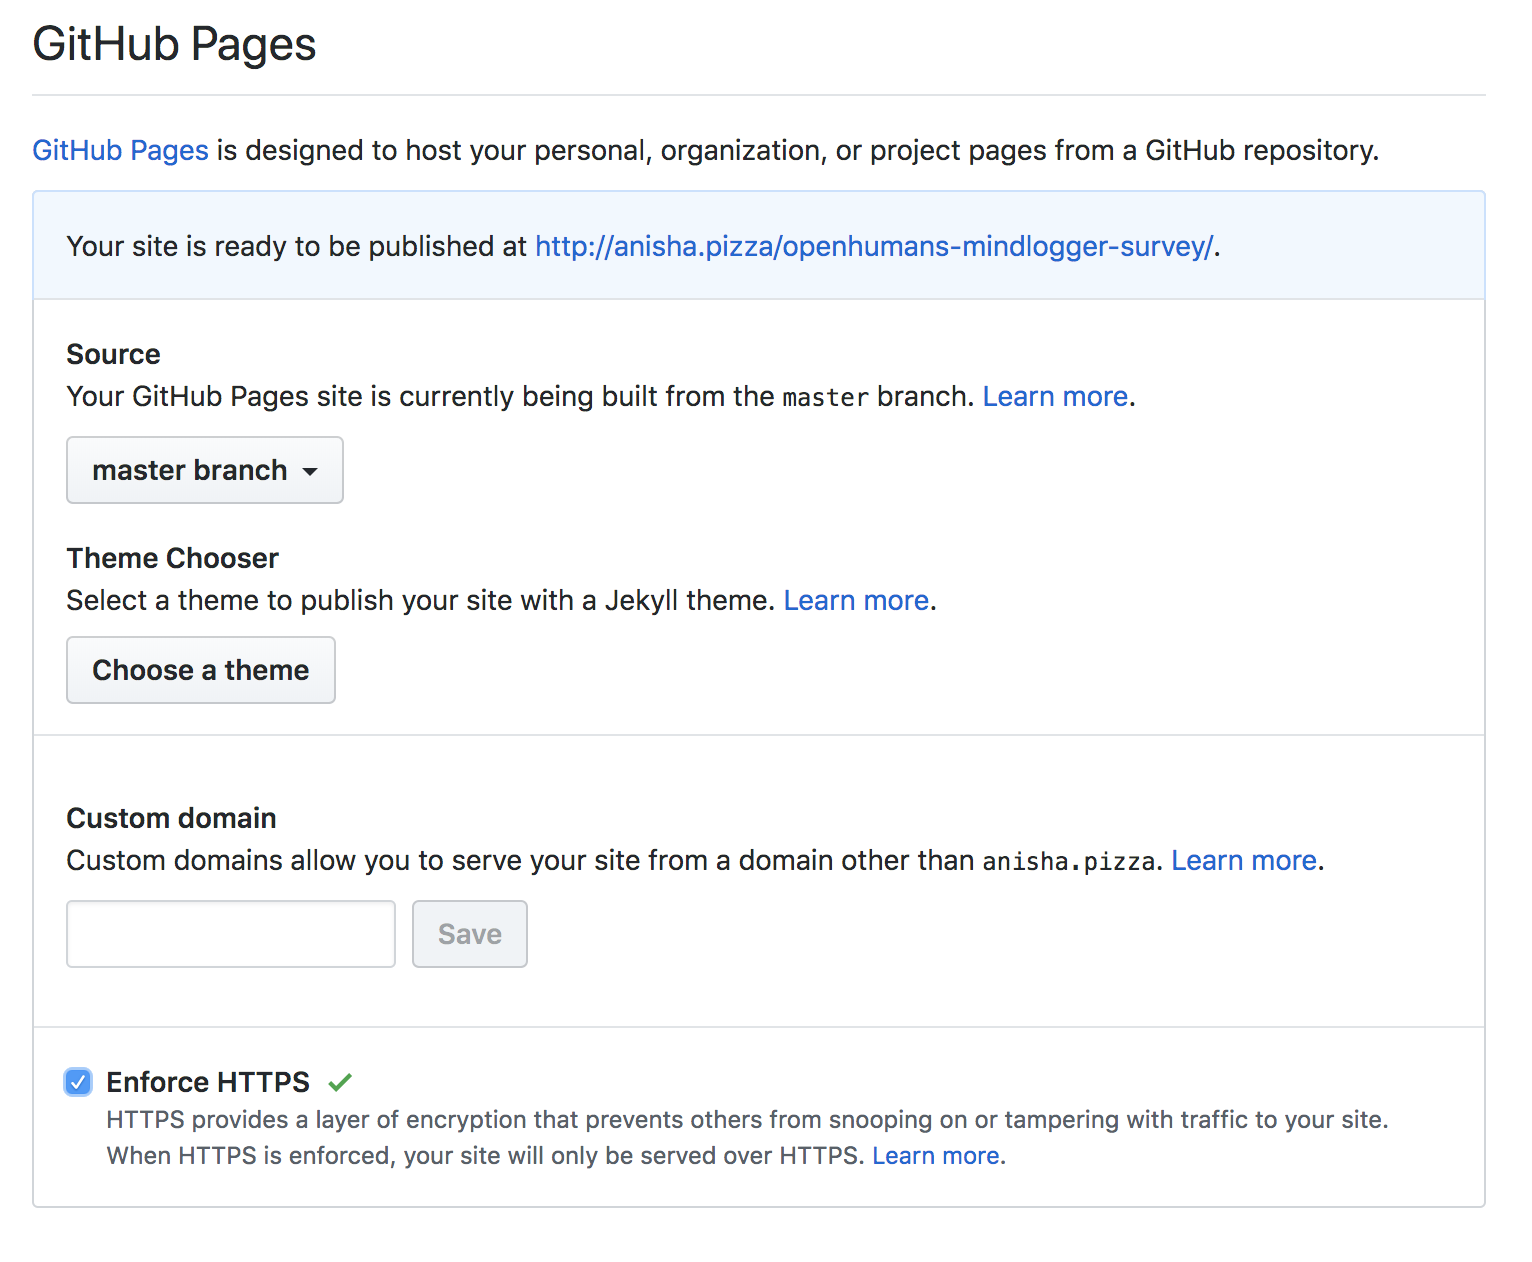 GitHub Pages
GitHub Pages is designed to host your personal, organization, or project pages from a GitHub repository.
Your site is ready to be published at http://anisha.pizza/openhumans-mindlogger-survey/.
Source
Your GitHub Pages site is currently being built from the master branch. Learn more.
master branch
Theme Chooser
Select a theme to publish your site with a Jekyll theme. Learn more.
Choose a theme
Custom domain
Custom domains allow you to serve your site from a domain other than anisha.pizza. Learn more.
Save
Enforce HTTPS
HTTPS provides a layer of encryption that prevents others from snooping on or tampering with traffic to your site.
When HTTPS is enforced, your site will only be served over HTTPS. Learn more.